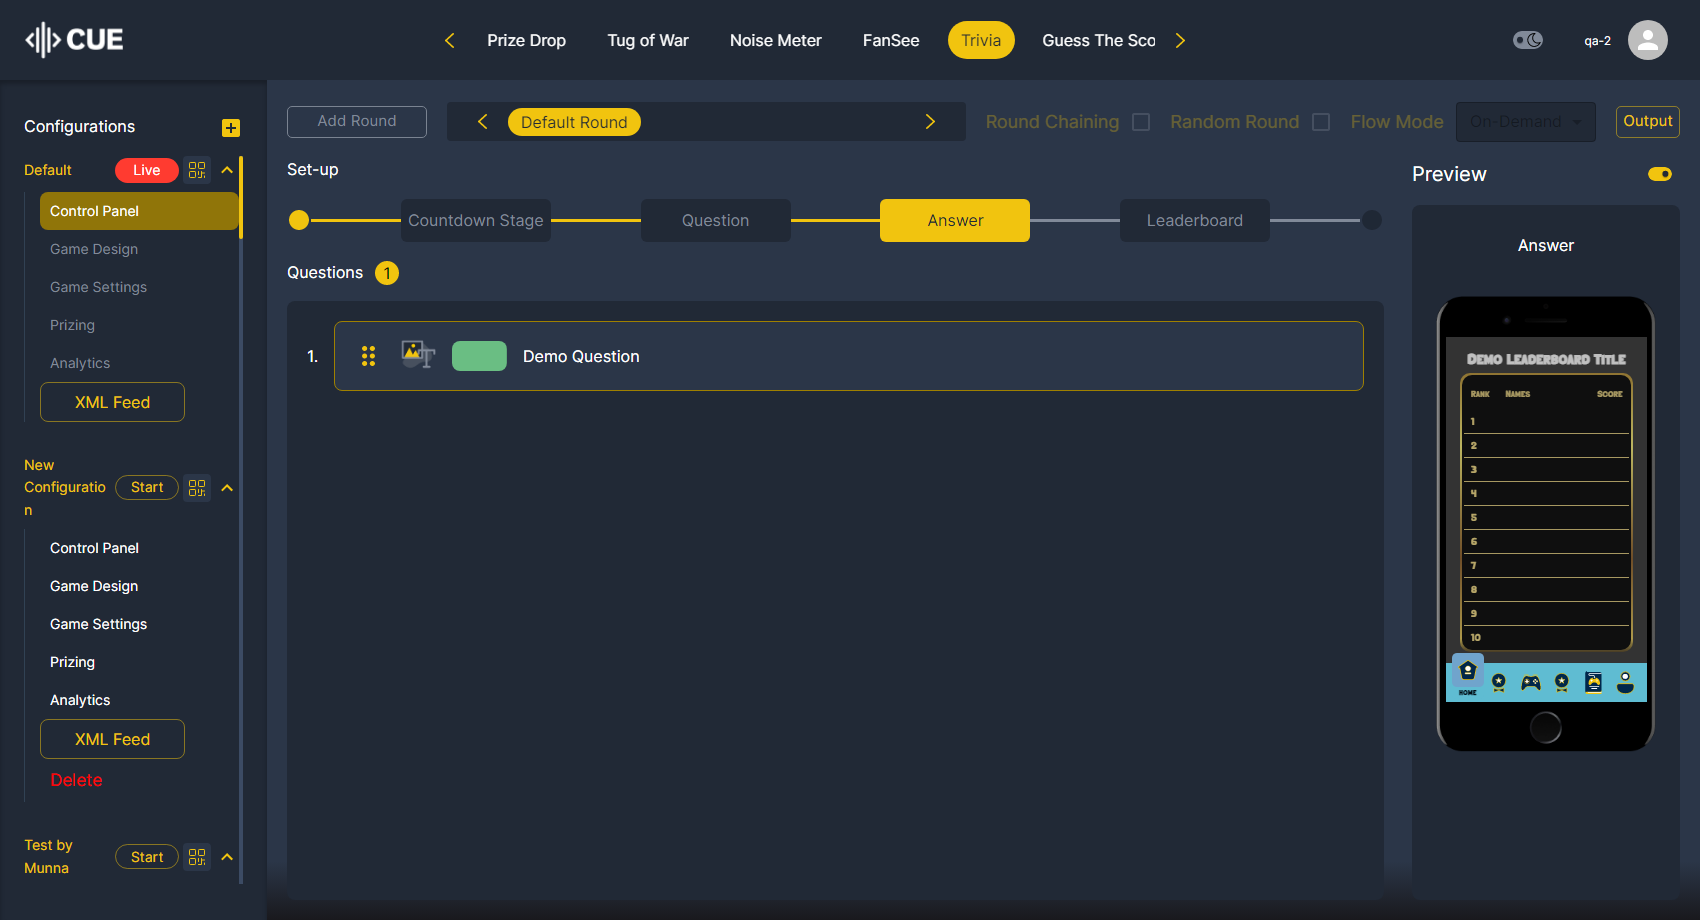 CUE
Prize Drop
Tug of War
Noise Meter
FanSee
Trivia
Guess The Sco
qa-2
Configurations
Default
Live
Control Panel
Game Design
Game Settings
Prizing
Analytics
XML Feed
New
Configuratio
n
Start
Control Panel
Game Design
Game Settings
Prizing
Analytics
XML Feed
Delete
Test by
Munna
Start
Add Round
Default Round
Round Chaining
Random Round
Flow Mode
On-Demand
Output
Set-up
Countdown Stage
Question
Answer
Leaderboard
Questions 1
1. Demo Question
Preview
Answer
Demo Leaderboard Title
Rank Names Score
1
2
3
4
5
6
7
8
9
10
HOME